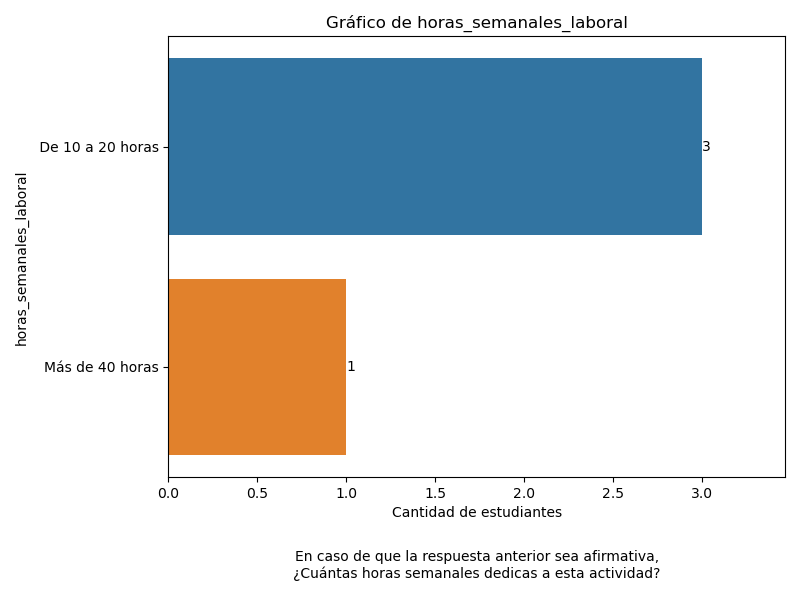 Gráfico de horas_semanales_laboral
horas_semanales_laboral
De 10 a 20 horas
3
Más de 40 horas
1
0.0 0.5 1.0 1.5 2.0 2.5 3.0
Cantidad de estudiantes
En caso de que la respuesta anterior sea afirmativa,
¿Cuántas horas semanales dedicas a esta actividad?